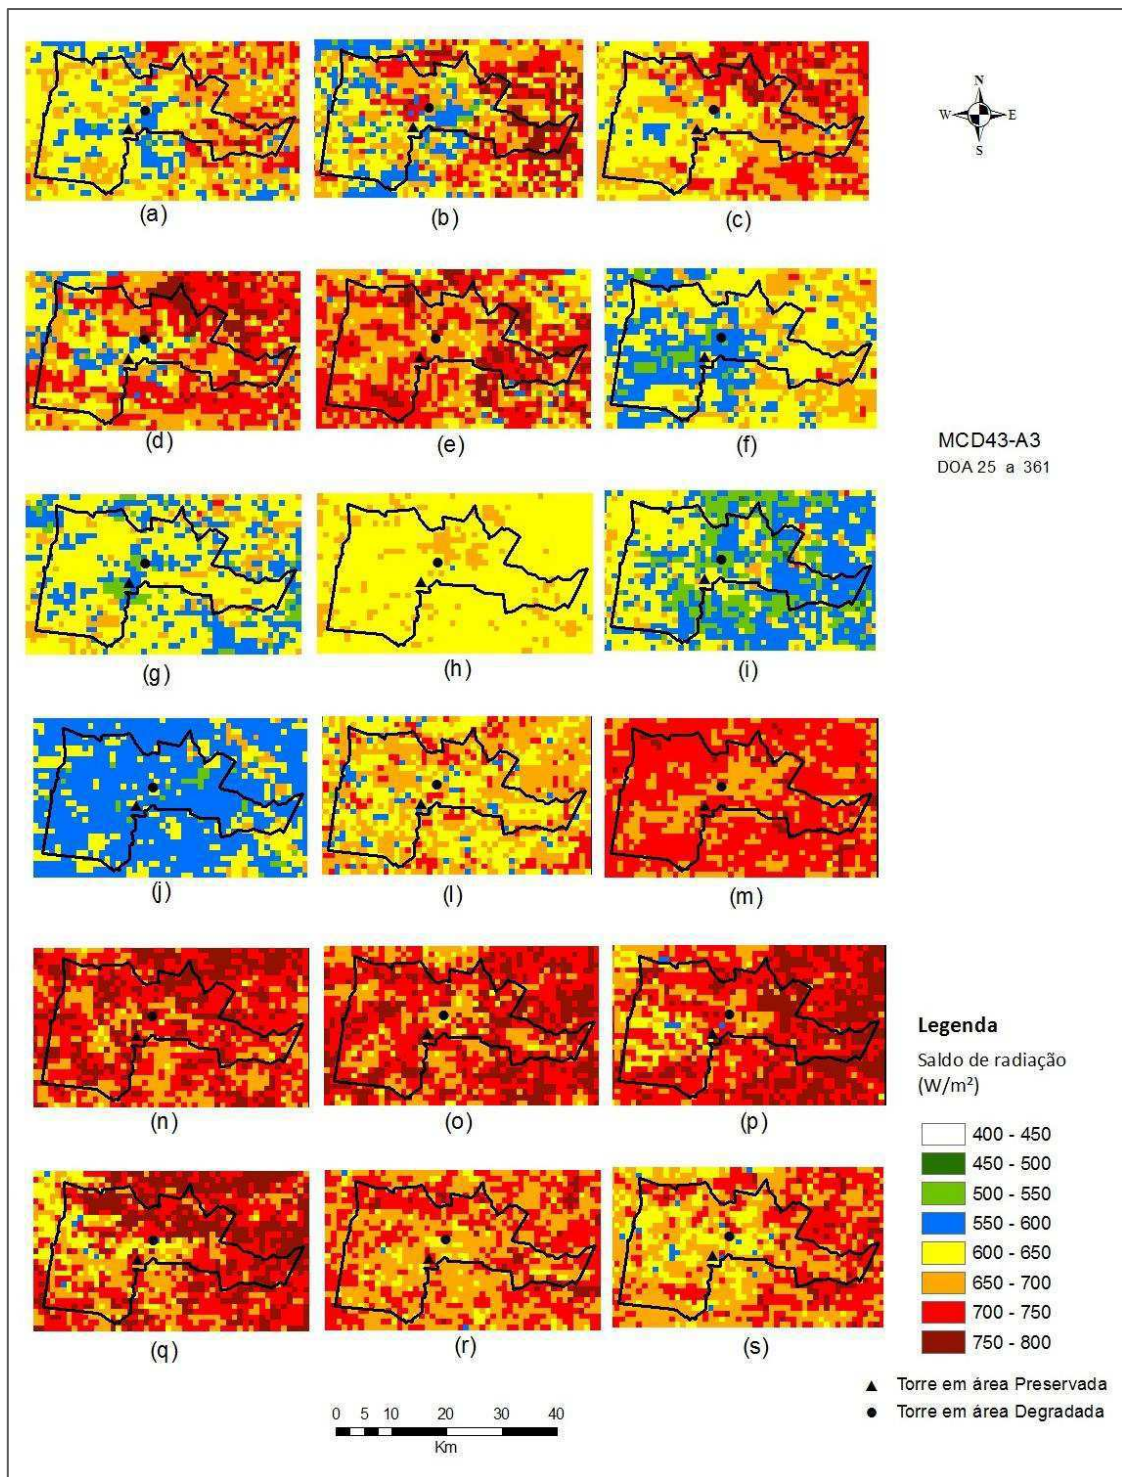 N
W E
S
(a)
(b)
(c)
(d)
(e)
(f)
MCD43-A3
DOA 25 a 361
(g)
(h)
(i)
(j)
(l)
(m)
(n)
(o)
(p)
(q)
(r)
(s)
Legenda
Saldo de radiação
(W/m²)
400 - 450
450 - 500
500 - 550
550 - 600
600 - 650
650 - 700
700 - 750
750 - 800
Torre em área Preservada
Torre em área Degradada
0 5 10 20 30 40
Km